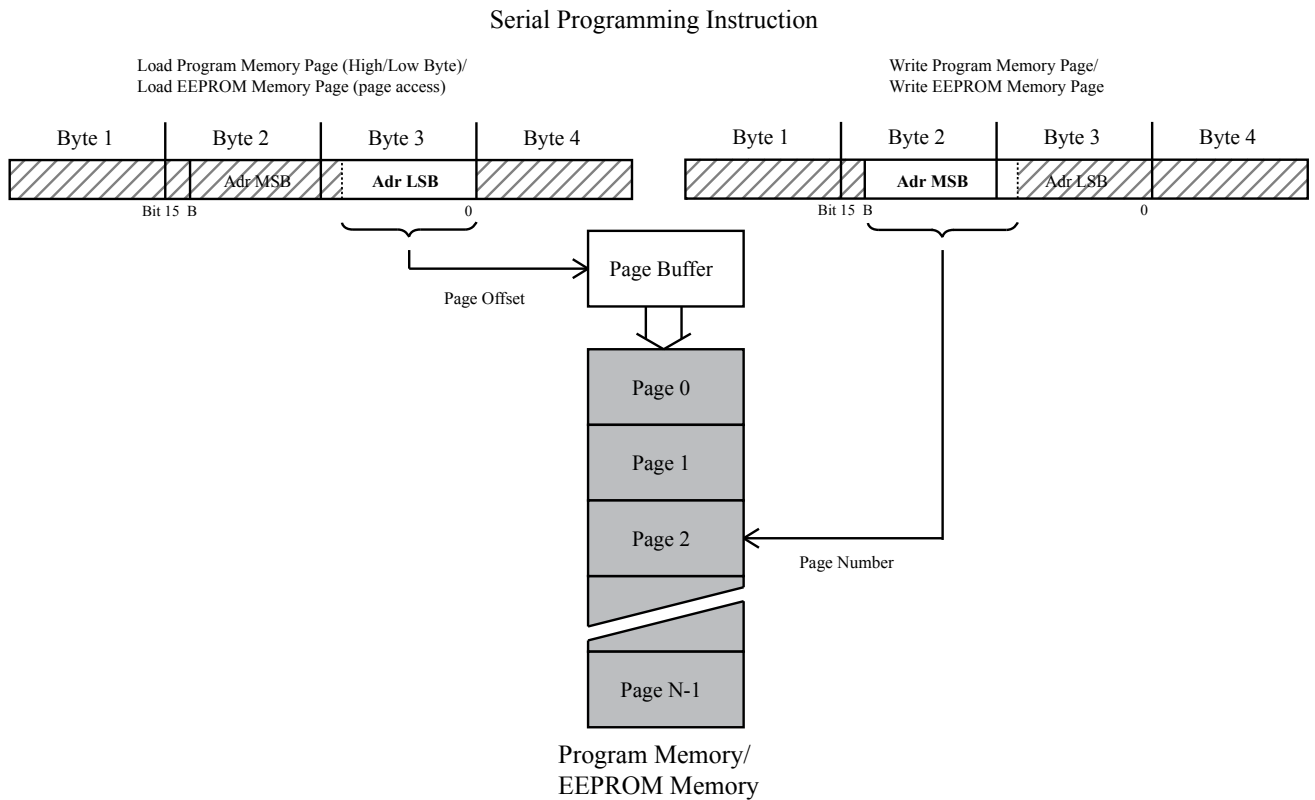 Serial Programming Instruction
Load Program Memory Page (High/Low Byte)/
Load EEPROM Memory Page (page access)
Write Program Memory Page/
Write EEPROM Memory Page
Byte 1
Byte 2
Byte 3
Byte 4
Byte 1
Byte 2
Byte 3
Byte 4
Adr MSB
Adr LSB
Adr MSB
Adr LSB
Bit 15 B
0
Bit 15 B
0
Page Buffer
Page Offset
Page 0
Page 1
Page 2
Page Number
Page N-1
Program Memory/
EEPROM Memory